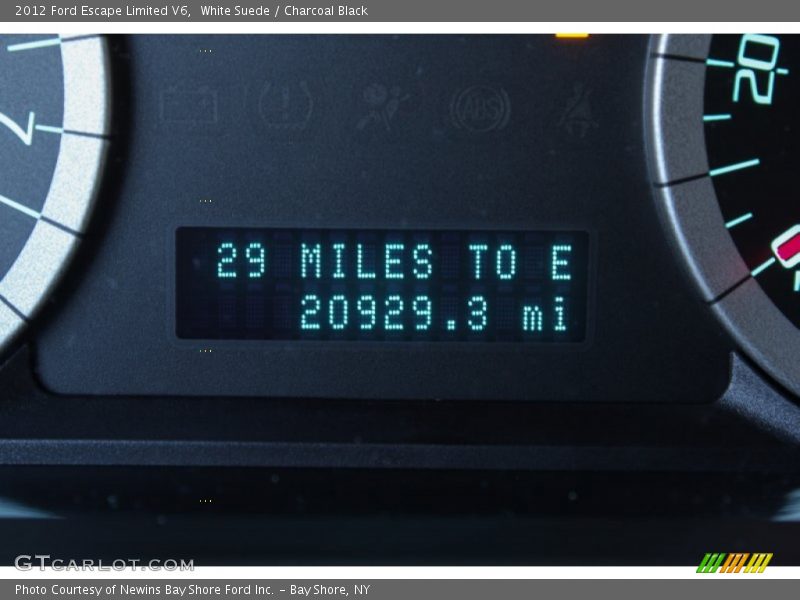 2012 Ford Escape Limited V6,  White Suede / Charcoal Black
20
ABS
29 MILES TO E
20929.3 mi
GTCARLOT.COM
Photo Courtesy of Newins Bay Shore Ford Inc. - Bay Shore, NY